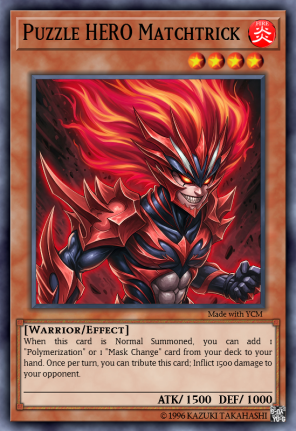 PUZZLE HERO MATCHTRICK
FIRE
炎
Made with YCM
[WARRIOR/EFFECT]
When this card is Normal Summoned, you can add 1
"Polymerization" or 1 "Mask Change" card from your deck to
your hand. Once per turn, you can tribute this card; Inflict 1500 damage to
your opponent.
ATK/ 1500 DEF/ 1000
©1996 KAZUKI TAKAHASHI